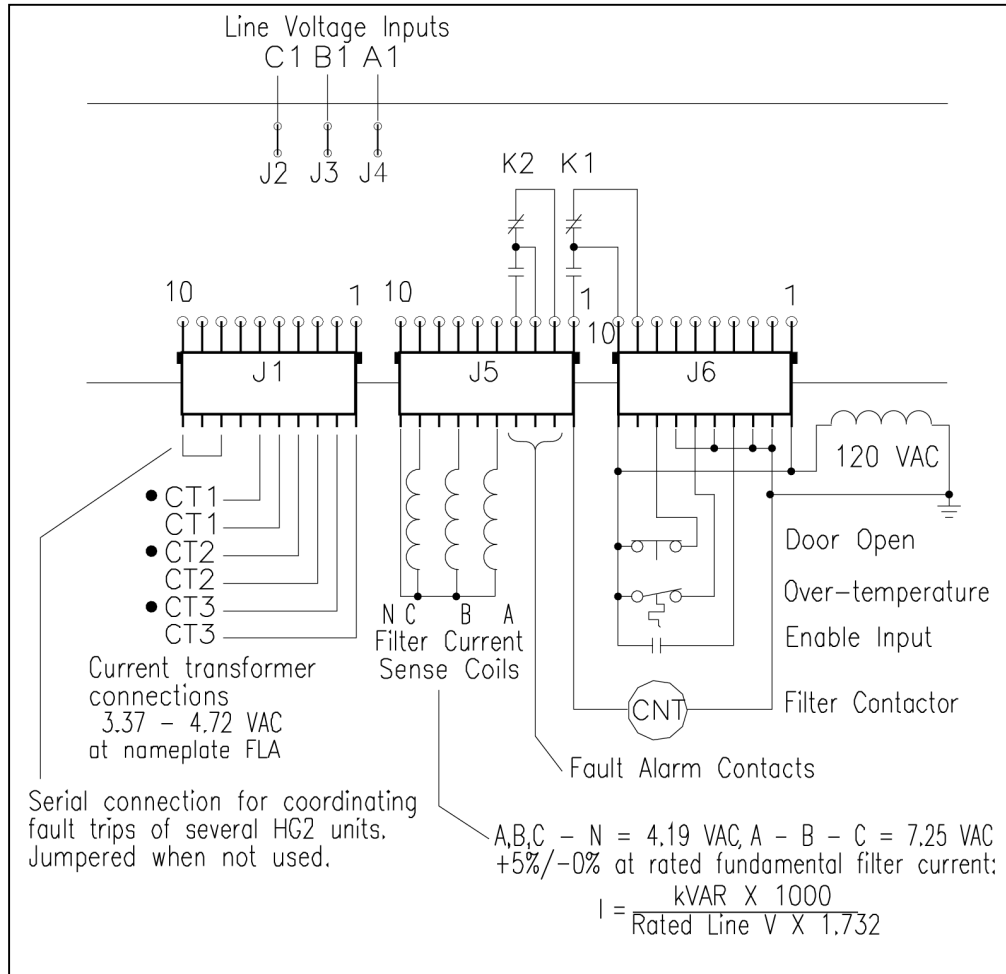 Line Voltage Inputs
C1 B1 A1
J2 J3 J4
K2 K1
10 1
10 1
10 1
J1 J5 J6
120 VAC
• CT1
CT1
• CT2
CT2
• CT3
CT3
Current transformer
connections
3.37 – 4.72 VAC
at nameplate FLA
N C B A
Filter Current
Sense Coils
Door Open
Over-temperature
Enable Input
CNT
Filter Contactor
Fault Alarm Contacts
Serial connection for coordinating
fault trips of several HG2 units.
Jumpered when not used.
A,B,C – N = 4.19 VAC, A – B – C = 7.25 VAC
+5%/-0% at rated fundamental filter current:
I = kVAR X 1000
Rated Line V X 1.732